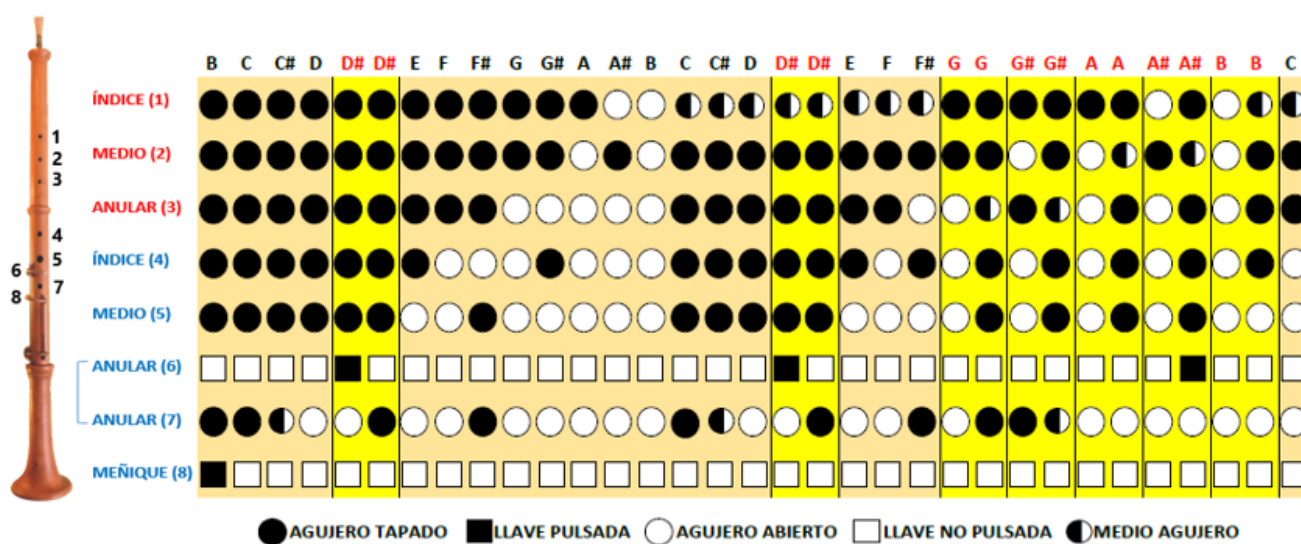 B C C# D D# D# E F F# G G# A A# B C C# D D# D# E F F# G G G# G# A A A# A# B B C
ÍNDICE (1)
MEDIO (2)
ANULAR (3)
ÍNDICE (4)
MEDIO (5)
ANULAR (6)
ANULAR (7)
MEÑIQUE (8)
1
2
3
4
5
6
7
8
AGUJERO TAPADO LLAVE PULSADA AGUJERO ABIERTO LLAVE NO PULSADA MEDIO AGUJERO